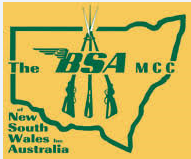 The BSA MCC
of
New
South
Wales Inc
Australia